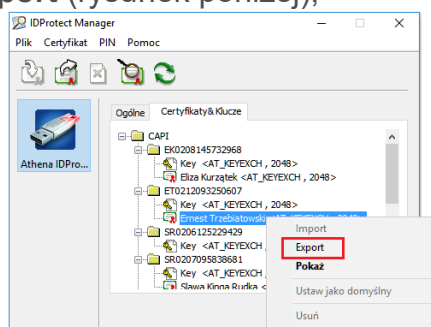 port (rysunek poniżej),
IDProtect Manager
Plik Certyfikat PIN Pomoc
Ogólne Certyfikaty&Klucze
Athena IDPro...
CAPI
EK0208145732968
Key <AT_KEYEXCH , 2048>
Eliza Kurzątek <AT_KEYEXCH , 2048>
ET0212093250607
Key <AT_KEYEXCH , 2048>
Ernest Trzebiatowski <AT_KEYEXCH , 2048>
SR0206125229429
Key <AT_KEYEXCH ,
SR0207095838681
Key <AT_KEYEXCH ,
Sława Kinga Rudka <
Import
Export
Pokaż
Ustaw jako domyślny
Usuń